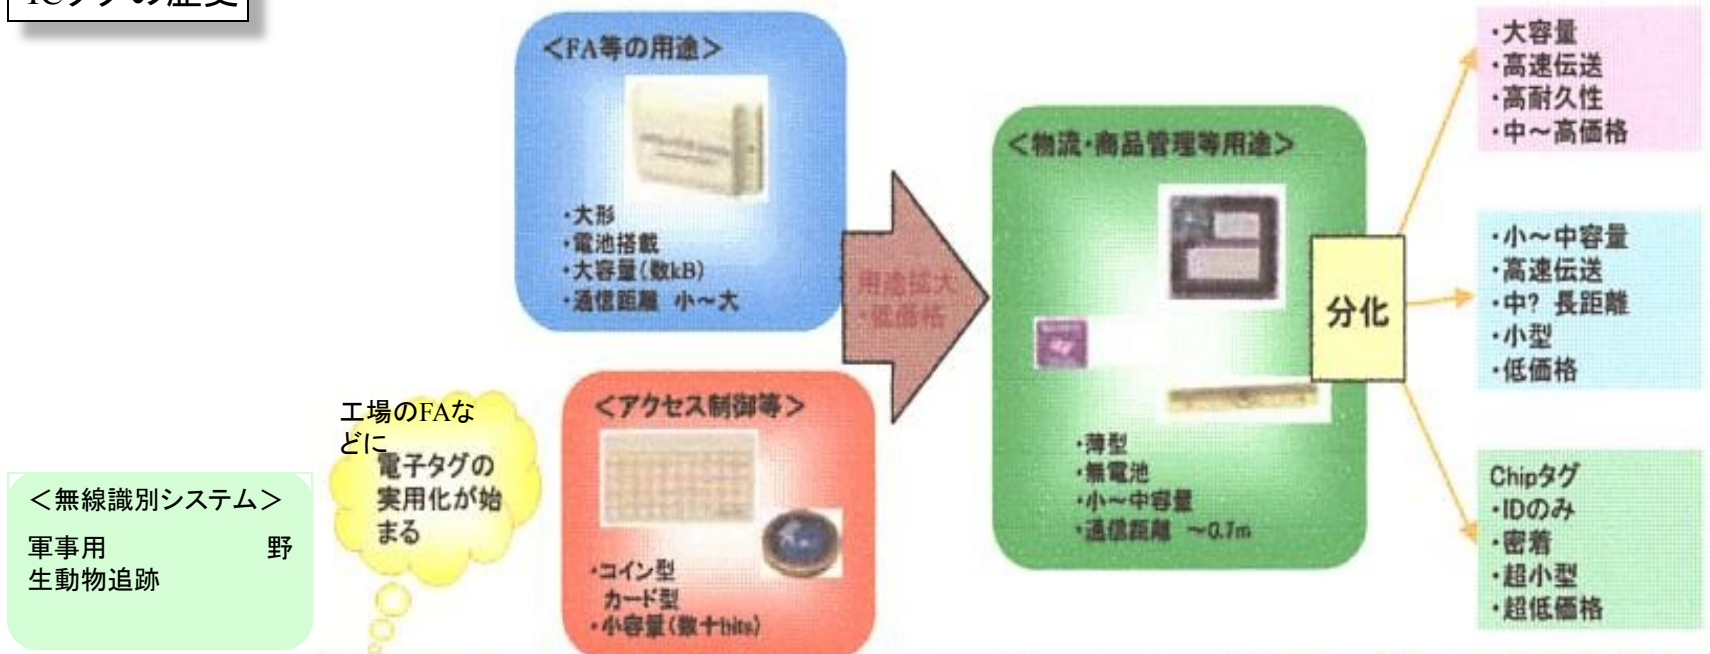 ICタグの歴史
＜無線識別システム＞
軍事用 野
生動物追跡
工場のFAな
どに
電子タグの
実用化が始
まる
＜FA等の用途＞
・大形
・電池搭載
・大容量(数kB)
・通信距離 小～大
＜アクセス制御等＞
・コイン型
カード型
・小容量(数十bits)
用途拡大
・低価格
＜物流・商品管理等用途＞
・薄型
・無電池
・小～中容量
・通信距離 ～0.7m
分化
・大容量
・高速伝送
・高耐久性
・中～高価格
・小～中容量
・高速伝送
・中? 長距離
・小型
・低価格
Chipタグ
・IDのみ
・密着
・超小型
・超低価格